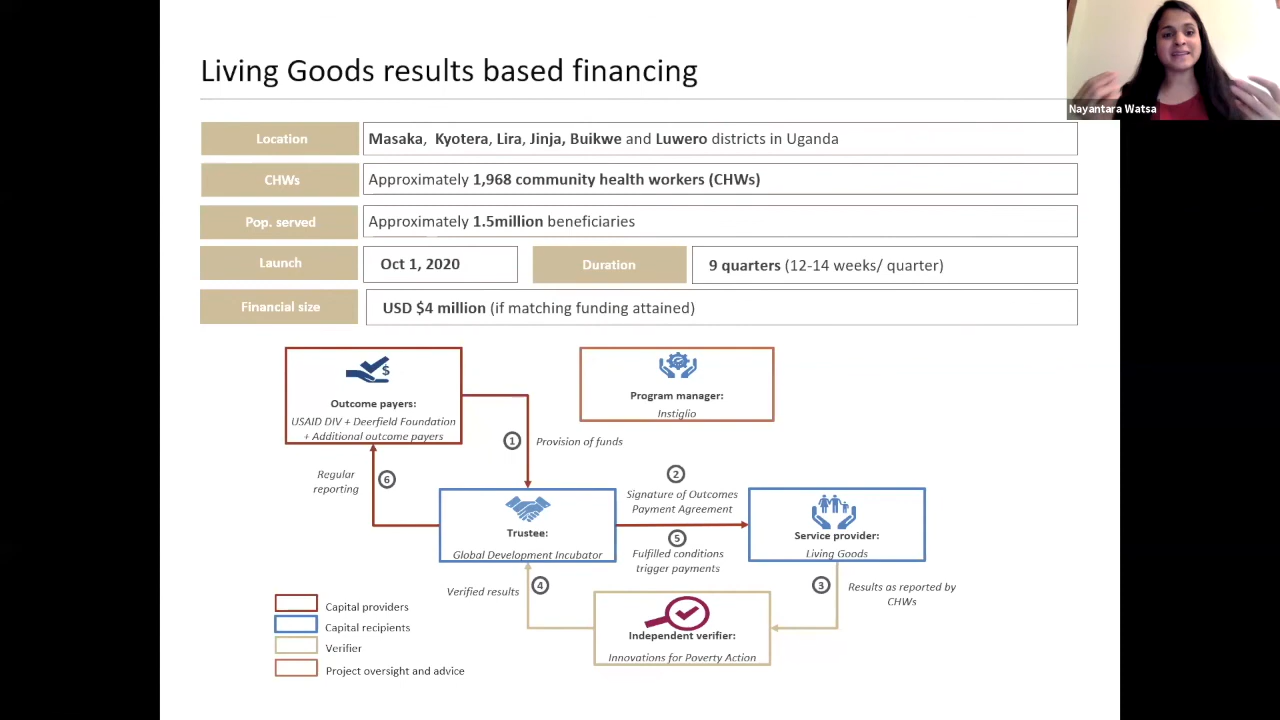 Living Goods results based financing
Nayantara Watsa
Location
Masaka, Kyotera, Lira, Jinja, Buikwe and Luwero districts in Uganda
CHWs
Approximately 1,968 community health workers (CHWs)
Pop. served
Approximately 1.5million beneficiaries
Launch
Oct 1, 2020
Duration
9 quarters (12-14 weeks/ quarter)
Financial size
USD $4 million (if matching funding attained)
$
Outcome payers:
USAID DIV + Deerfield Foundation
+ Additional outcome payers
Program manager:
Instiglio
1
Provision of funds
6
Regular
reporting
2
Signature of Outcomes
Payment Agreement
Trustee:
Global Development Incubator
5
Fulfilled conditions
trigger payments
Service provider:
Living Goods
4
Verified results
3
Results as reported by
CHWs
Independent verifier:
Innovations for Poverty Action
Capital providers
Capital recipients
Verifier
Project oversight and advice